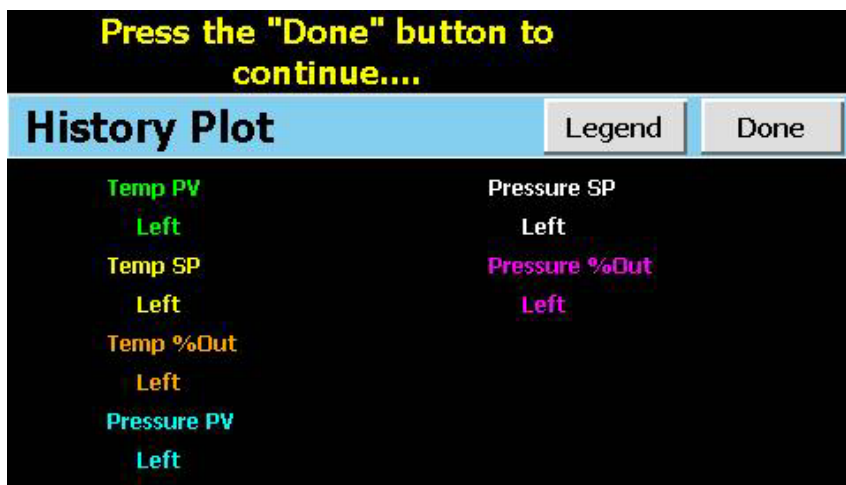 Press the "Done" button to
continue....
History Plot
Legend
Done
Temp PV
Left
Temp SP
Left
Temp %Out
Left
Pressure PV
Left
Pressure SP
Left
Pressure %Out
Left